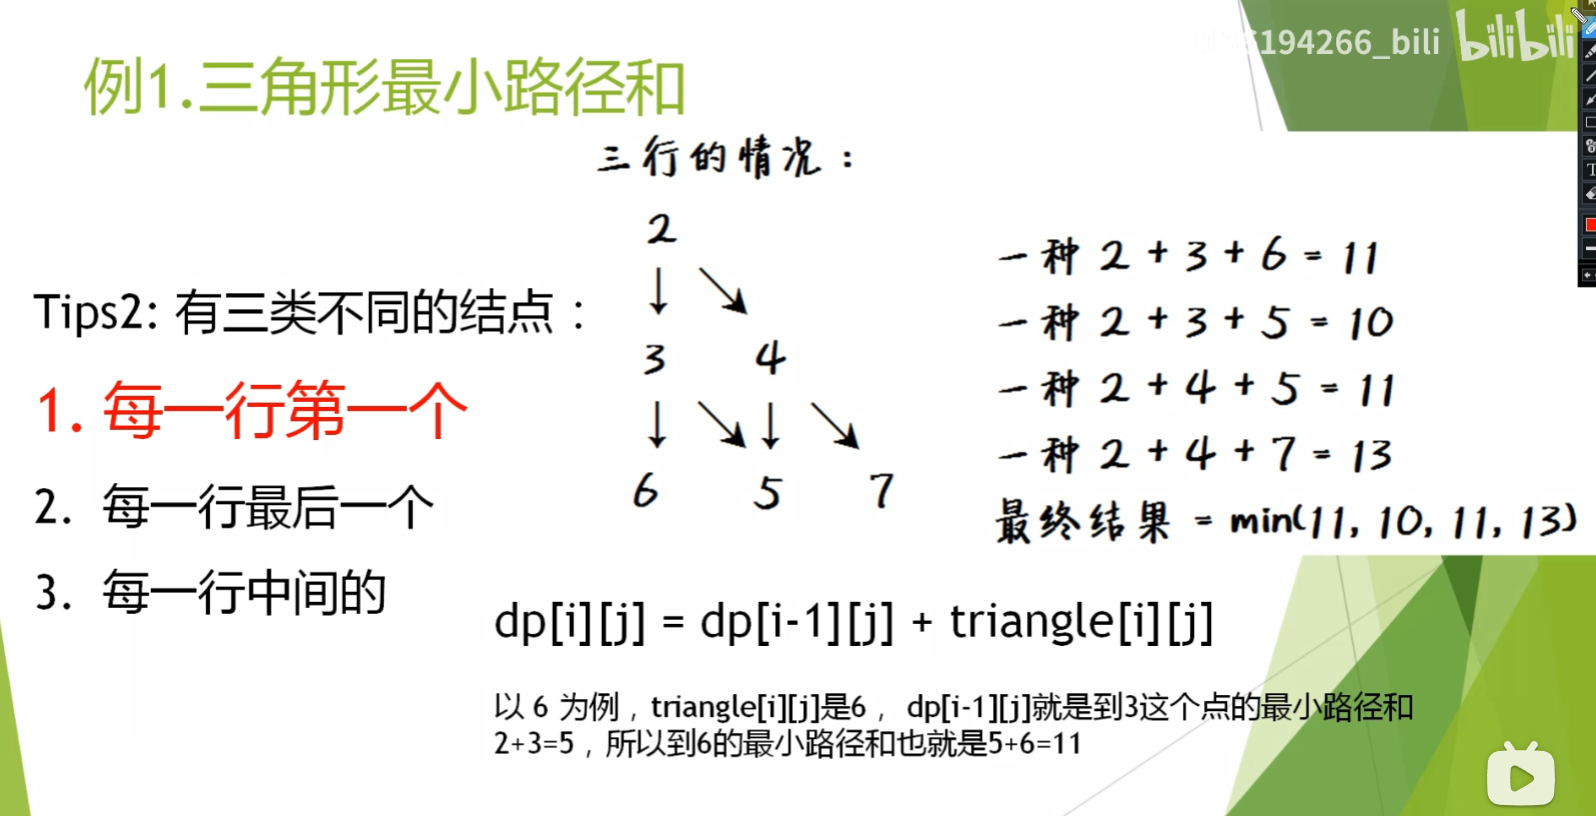 6194266_bili bilibili
例1.三角形最小路径和
三行的情况：
2
3 4
6 5 7
一种 2 + 3 + 6 = 11
一种 2 + 3 + 5 = 10
一种 2 + 4 + 5 = 11
一种 2 + 4 + 7 = 13
最终结果 = min(11, 10, 11, 13)
Tips2: 有三类不同的结点：
1. 每一行第一个
2. 每一行最后一个
3. 每一行中间的
dp[i][j] = dp[i-1][j] + triangle[i][j]
以 6 为例，triangle[i][j]是6， dp[i-1][j]就是到3这个点的最小路径和
2+3=5，所以到6的最小路径和也就是5+6=11